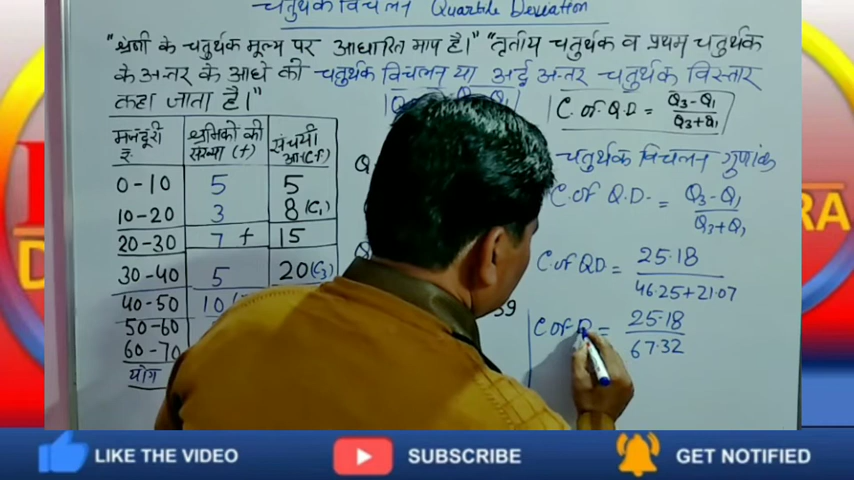 चतुर्थक विचलन Quartile Deviation
"श्रेणी के चतुर्थक मूल्य पर आधारित माप है।" "तृतीय चतुर्थक व प्रथम चतुर्थक
के अन्तर के आधे को चतुर्थक विचलन या अर्द्ध अन्तर चतुर्थक विस्तार
कहा जाता है।"
C. of Q.D = Q3-Q1 / Q3+Q1
मजदूरी रु. श्रमिकों की संख्या (f) संचयी आ० (cf)
0-10 5 5
10-20 3 8 (C1)
20-30 7 f 15
30-40 5 20 (C3)
40-50 10
50-60
60-70
योग
चतुर्थक विचलन गुणांक
C. of Q.D. = Q3-Q1 / Q3+Q1
C. of QD = 25.18 / 46.25+21.07
C. of = 25.18 / 67.32
LIKE THE VIDEO
SUBSCRIBE
GET NOTIFIED